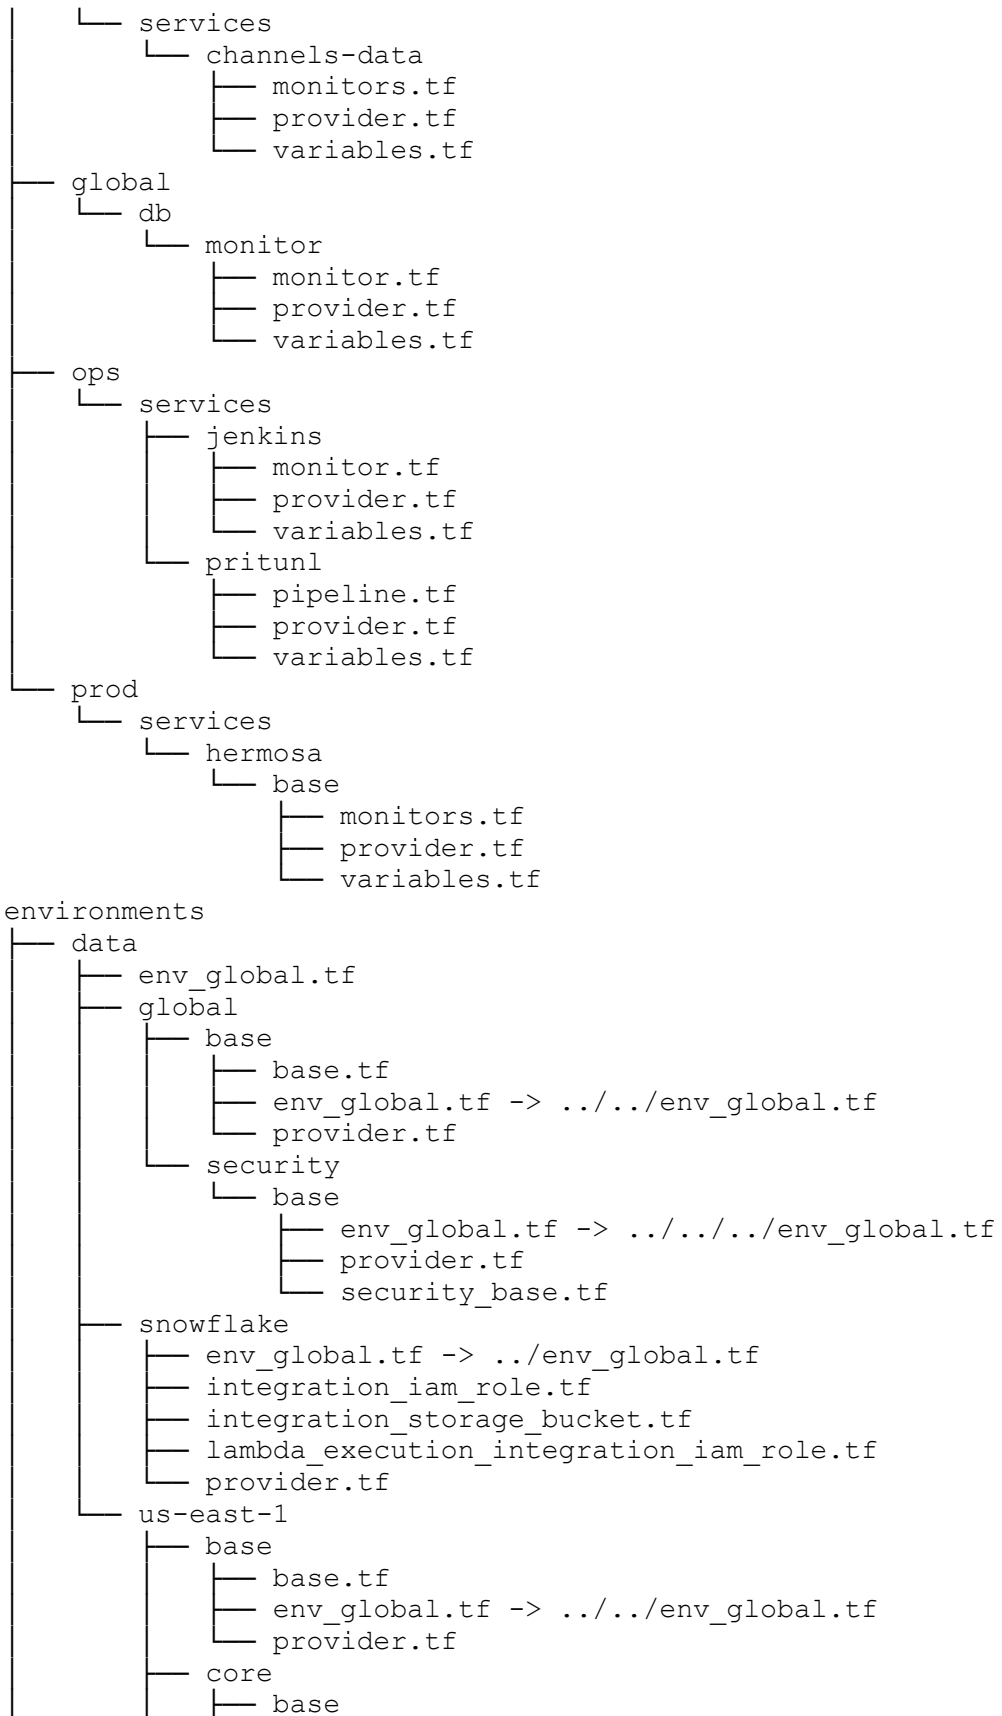 │   └── services
│       └── channels-data
│           ├── monitors.tf
│           ├── provider.tf
│           └── variables.tf
├── global
│   └── db
│       └── monitor
│           ├── monitor.tf
│           ├── provider.tf
│           └── variables.tf
├── ops
│   └── services
│       ├── jenkins
│       │   ├── monitor.tf
│       │   ├── provider.tf
│       │   └── variables.tf
│       └── pritunl
│           ├── pipeline.tf
│           ├── provider.tf
│           └── variables.tf
└── prod
    └── services
        └── hermosa
            └── base
                ├── monitors.tf
                ├── provider.tf
                └── variables.tf
environments
├── data
│   ├── env_global.tf
│   ├── global
│   │   ├── base
│   │   │   ├── base.tf
│   │   │   ├── env_global.tf -> ../../env_global.tf
│   │   │   └── provider.tf
│   │   └── security
│   │       └── base
│   │           ├── env_global.tf -> ../../../env_global.tf
│   │           ├── provider.tf
│   │           └── security_base.tf
│   ├── snowflake
│   │   ├── env_global.tf -> ../env_global.tf
│   │   ├── integration_iam_role.tf
│   │   ├── integration_storage_bucket.tf
│   │   ├── lambda_execution_integration_iam_role.tf
│   │   └── provider.tf
│   └── us-east-1
│       ├── base
│       │   ├── base.tf
│       │   ├── env_global.tf -> ../../env_global.tf
│       │   └── provider.tf
│       ├── core
│       │   ├── base